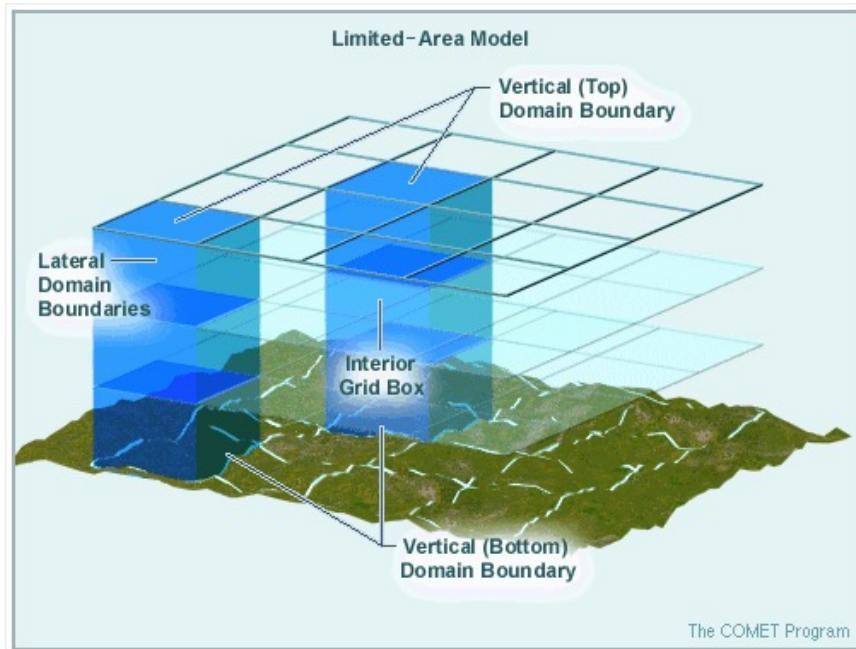 Limited-Area Model
Vertical (Top)
Domain Boundary
Lateral
Domain
Boundaries
Interior
Grid Box
Vertical (Bottom)
Domain Boundary
The COMET Program